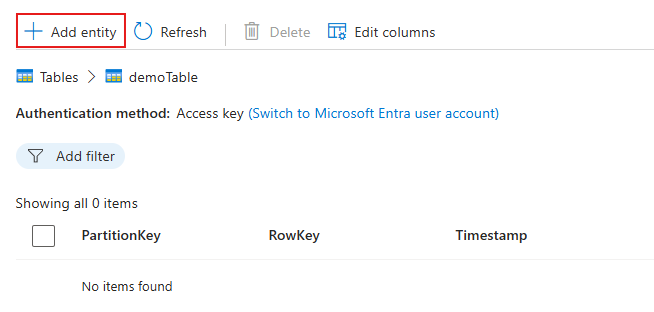 Add entity Refresh Delete Edit columns
Tables > demoTable
Authentication method: Access key (Switch to Microsoft Entra user account)
Add filter
Showing all 0 items
PartitionKey RowKey Timestamp
No items found